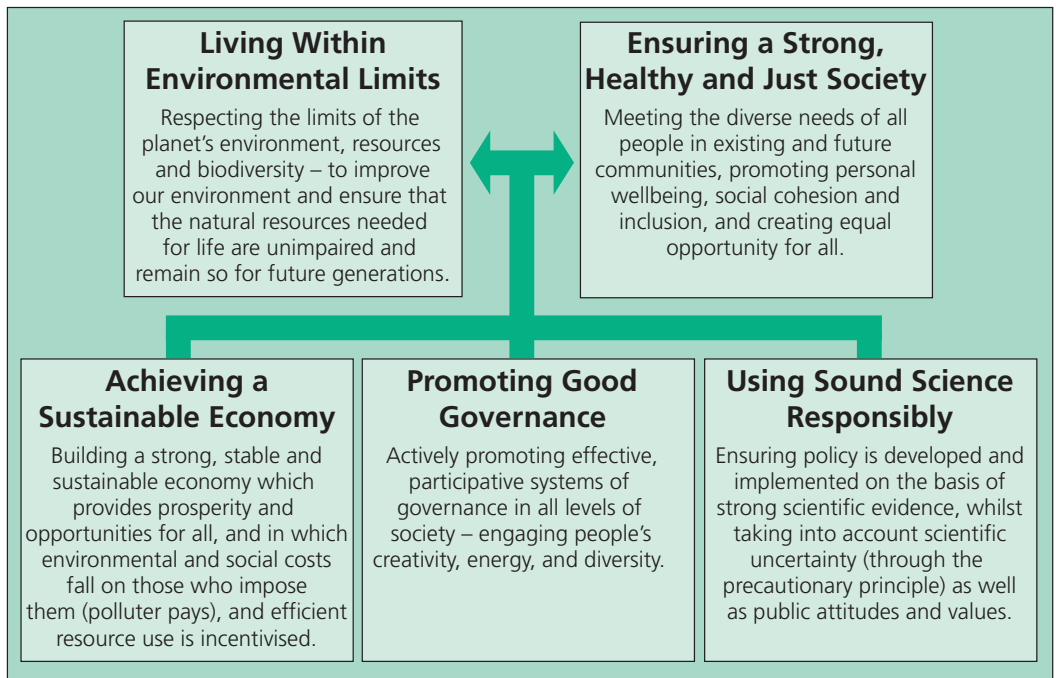 Living Within
Environmental Limits
Respecting the limits of the
planet's environment, resources
and biodiversity – to improve
our environment and ensure that
the natural resources needed
for life are unimpaired and
remain so for future generations.
Ensuring a Strong,
Healthy and Just Society
Meeting the diverse needs of all
people in existing and future
communities, promoting personal
wellbeing, social cohesion and
inclusion, and creating equal
opportunity for all.
Achieving a
Sustainable Economy
Building a strong, stable and
sustainable economy which
provides prosperity and
opportunities for all, and in which
environmental and social costs
fall on those who impose
them (polluter pays), and efficient
resource use is incentivised.
Promoting Good
Governance
Actively promoting effective,
participative systems of
governance in all levels of
society – engaging people's
creativity, energy, and diversity.
Using Sound Science
Responsibly
Ensuring policy is developed and
implemented on the basis of
strong scientific evidence, whilst
taking into account scientific
uncertainty (through the
precautionary principle) as well
as public attitudes and values.